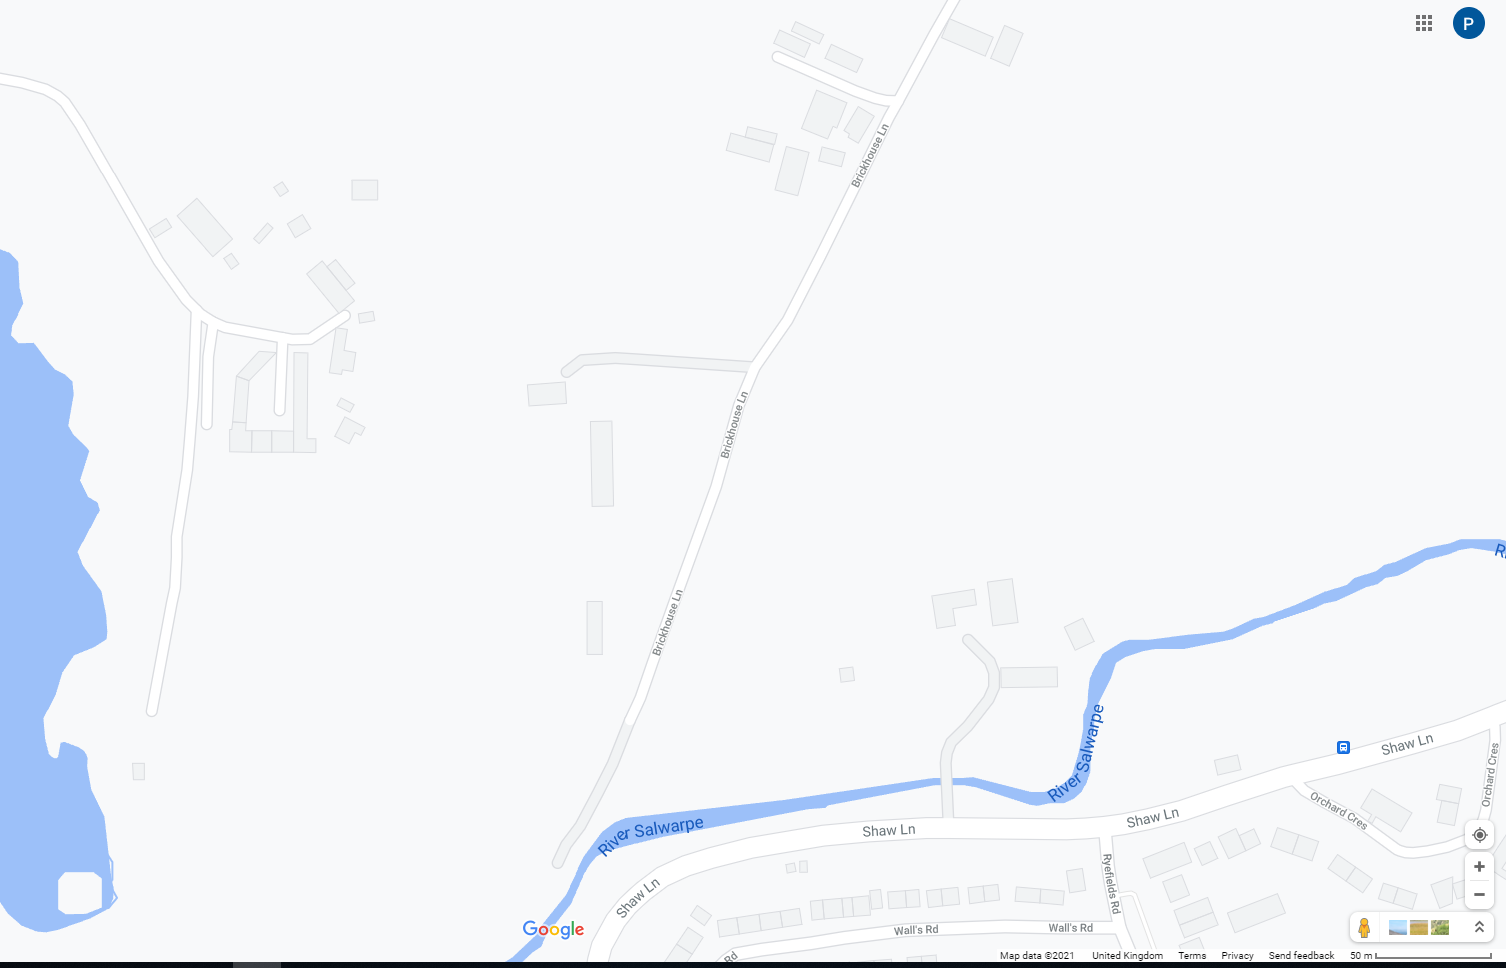 P
Brickhouse Ln
Brickhouse Ln
Brickhouse Ln
River Salwarpe
River Salwarpe
Shaw Ln
Shaw Ln
Shaw Ln
Shaw Ln
Orchard Cres
Orchard Cres
Ryefields Rd
Wall's Rd
Wall's Rd
Rd
Google
Map data ©2021 United Kingdom Terms Privacy Send feedback 50 m